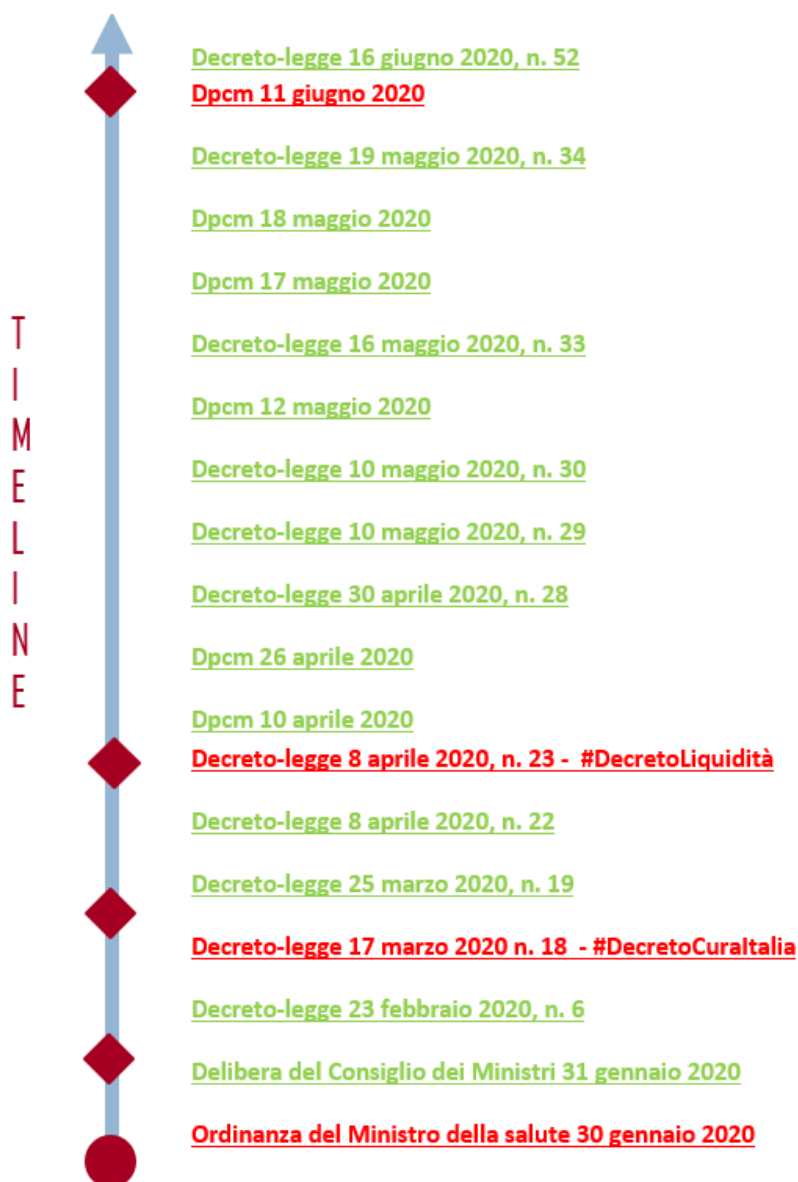 Decreto-legge 16 giugno 2020, n. 52
Dpcm 11 giugno 2020
Decreto-legge 19 maggio 2020, n. 34
Dpcm 18 maggio 2020
Dpcm 17 maggio 2020
Decreto-legge 16 maggio 2020, n. 33
Dpcm 12 maggio 2020
Decreto-legge 10 maggio 2020, n. 30
Decreto-legge 10 maggio 2020, n. 29
Decreto-legge 30 aprile 2020, n. 28
Dpcm 26 aprile 2020
Dpcm 10 aprile 2020
Decreto-legge 8 aprile 2020, n. 23 - #DecretoLiquidità
Decreto-legge 8 aprile 2020, n. 22
Decreto-legge 25 marzo 2020, n. 19
Decreto-legge 17 marzo 2020 n. 18 - #DecretoCuraItalia
Decreto-legge 23 febbraio 2020, n. 6
Delibera del Consiglio dei Ministri 31 gennaio 2020
Ordinanza del Ministro della salute 30 gennaio 2020
TIMELINE